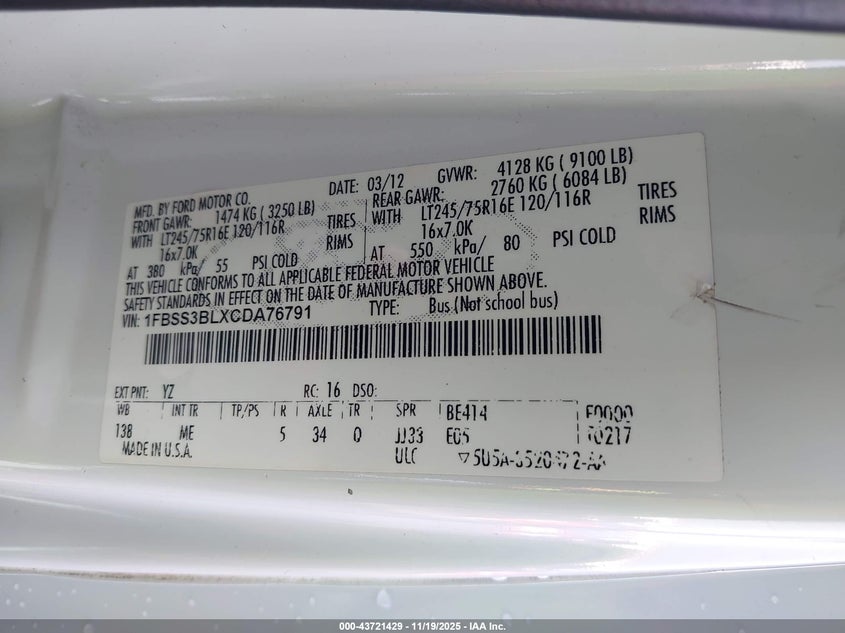 MFD. BY FORD MOTOR CO.
DATE: 03/12 GVWR: 4128 KG ( 9100 LB)
FRONT GAWR: 1474 KG ( 3250 LB) REAR GAWR: 2760 KG ( 6084 LB)
WITH LT245/75R16E 120/116R TIRES WITH LT245/75R16E 120/116R TIRES
16x7.0K RIMS 16x7.0K RIMS
AT 380 kPa/ 55 PSI COLD AT 550 kPa/ 80 PSI COLD
THIS VEHICLE CONFORMS TO ALL APPLICABLE FEDERAL MOTOR VEHICLE
SAFETY STANDARDS IN EFFECT ON THE DATE OF MANUFACTURE SHOWN ABOVE.
VIN: 1FBSS3BLXCDA76791 TYPE: Bus (Not school bus)
EXT PNT: YZ RC: 16 DSO:
WB INT TR TP/PS R AXLE TR SPR BE414
138 ME 5 34 Q JJ33
MADE IN U.S.A. ULC
000-43721429 - 11/19/2025 - IAA Inc.